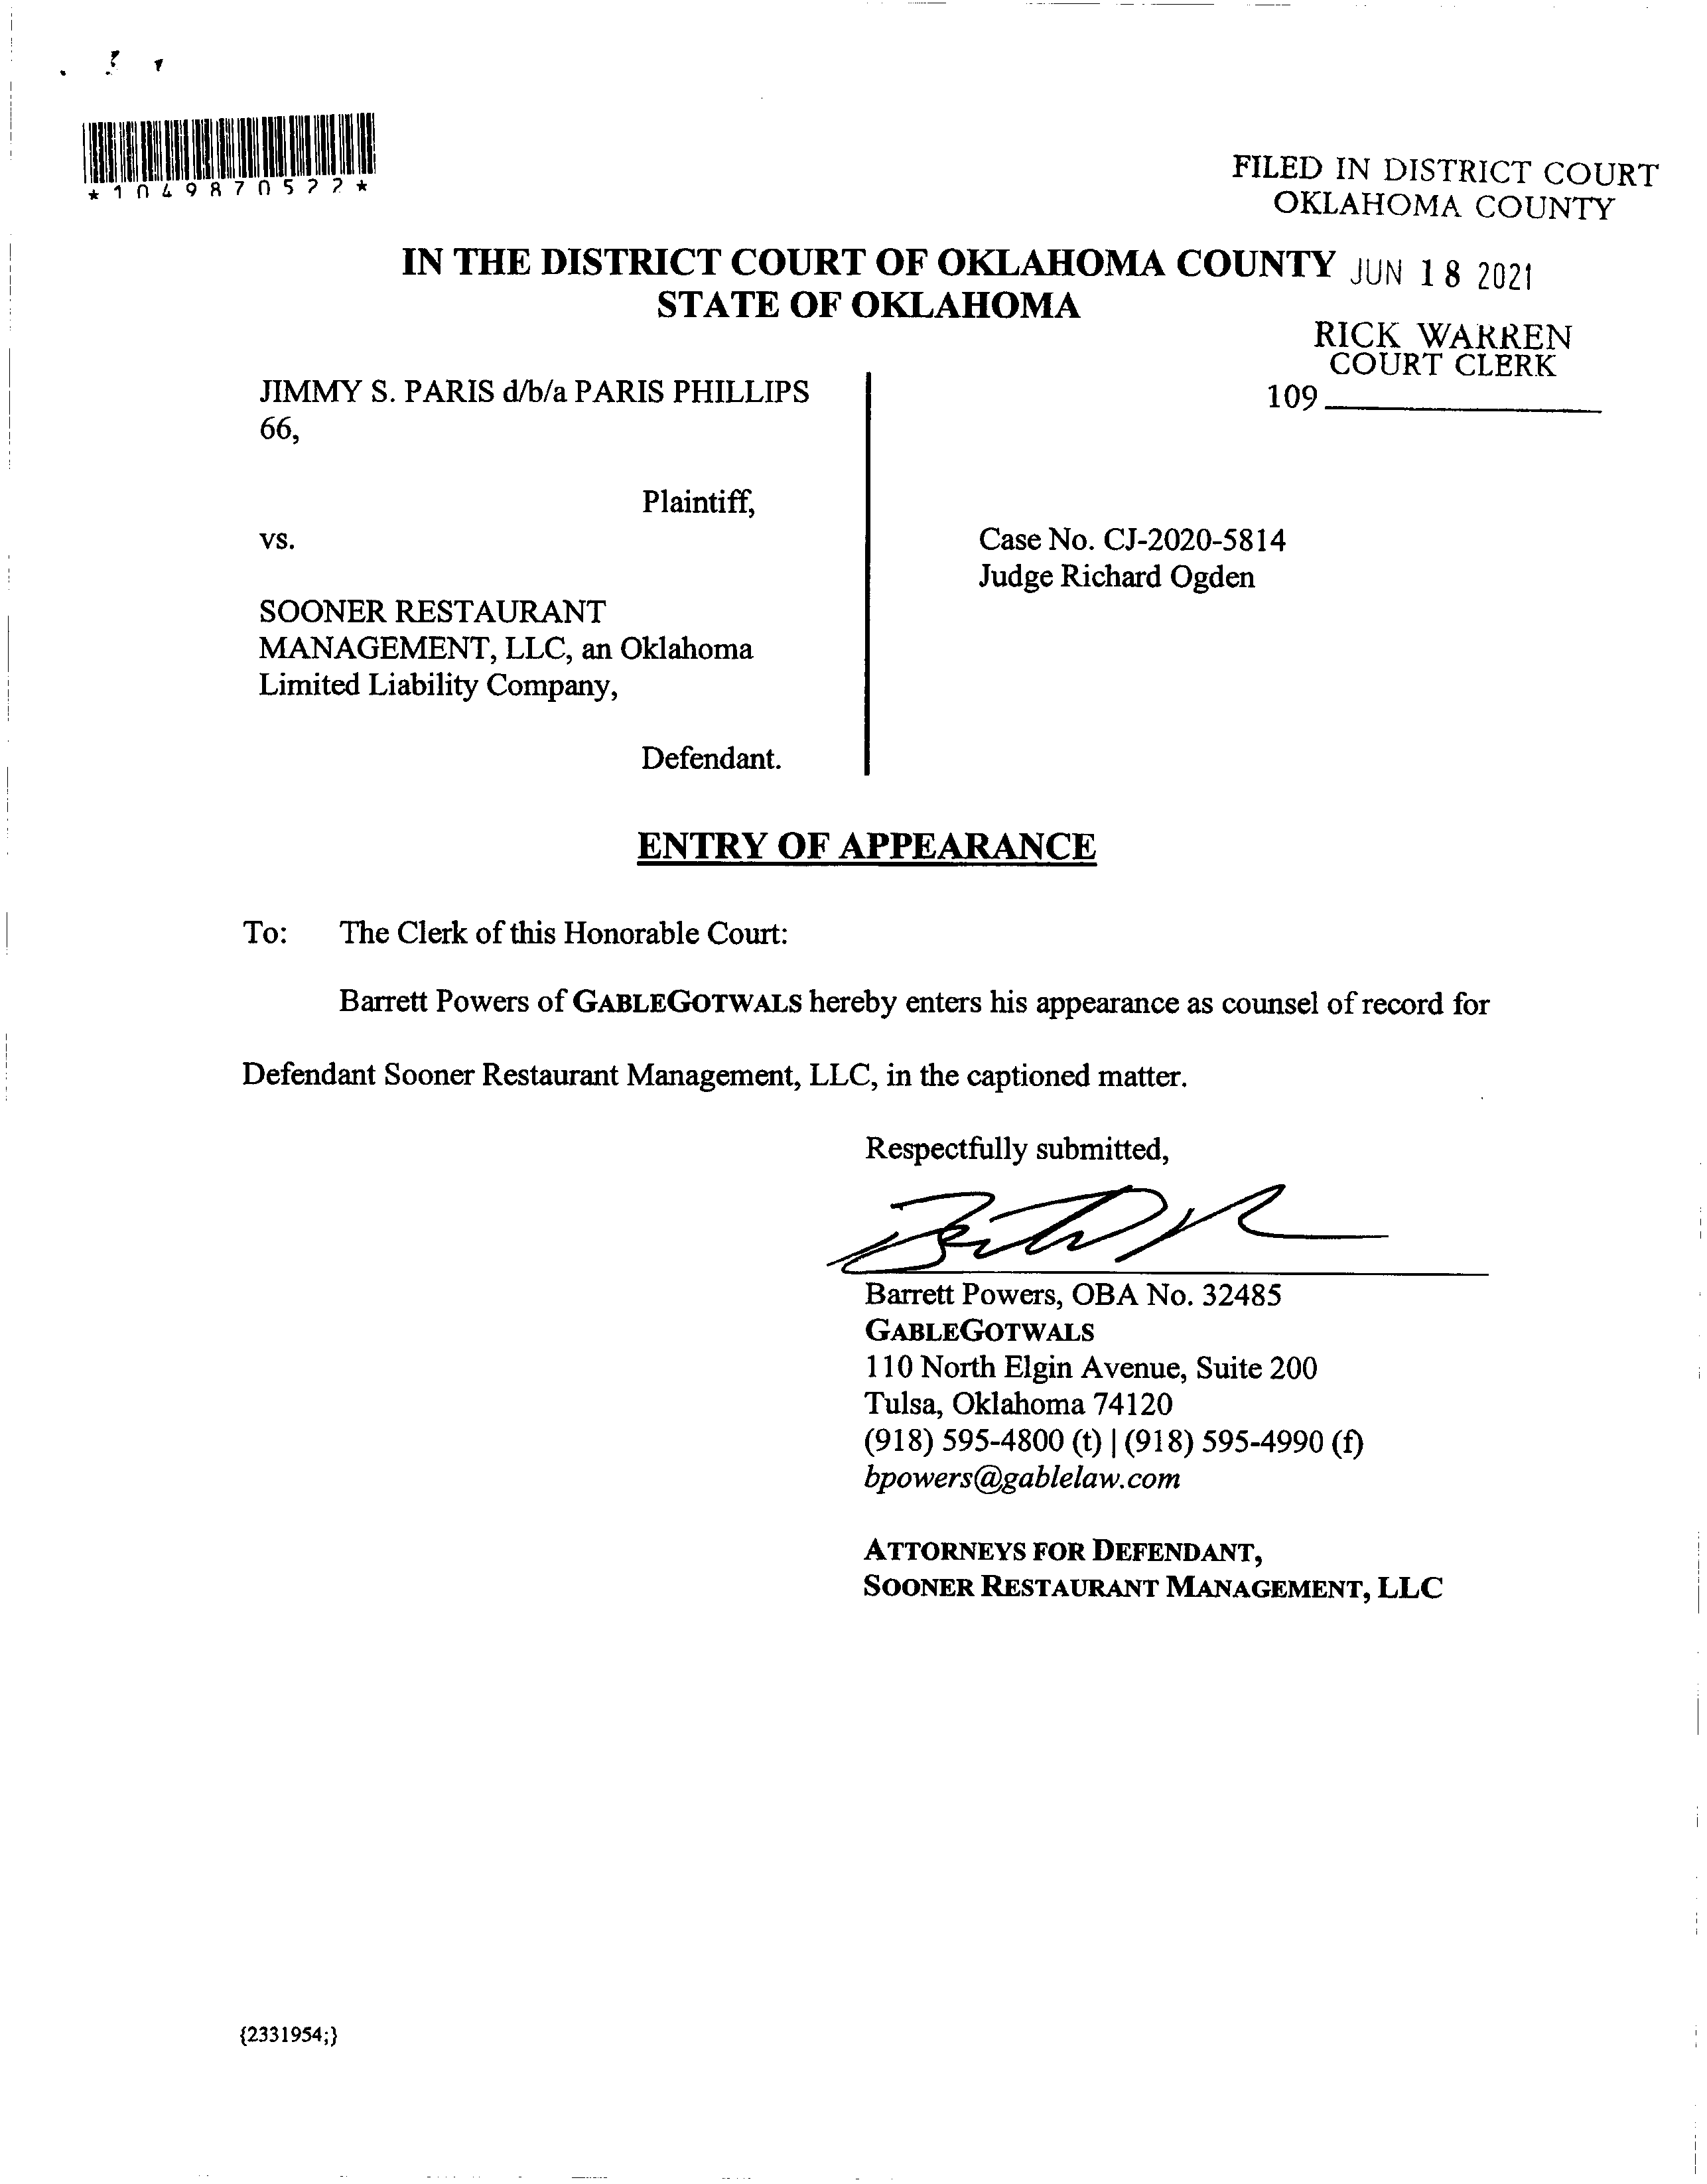 *1049870522*
FILED IN DISTRICT COURT
OKLAHOMA COUNTY
IN THE DISTRICT COURT OF OKLAHOMA COUNTY
JUN 18 2021
STATE OF OKLAHOMA
RICK WARREN
COURT CLERK
109
JIMMY S. PARIS d/b/a PARIS PHILLIPS
66,
Plaintiff,
vs.
Case No. CJ-2020-5814
Judge Richard Ogden
SOONER RESTAURANT
MANAGEMENT, LLC, an Oklahoma
Limited Liability Company,
Defendant.
ENTRY OF APPEARANCE
To: The Clerk of this Honorable Court:
Barrett Powers of GABLEGOTWALS hereby enters his appearance as counsel of record for
Defendant Sooner Restaurant Management, LLC, in the captioned matter.
Respectfully submitted,
Barrett Powers, OBA No. 32485
GABLEGOTWALS
110 North Elgin Avenue, Suite 200
Tulsa, Oklahoma 74120
(918) 595-4800 (t) | (918) 595-4990 (f)
bpowers@gablelaw.com
ATTORNEYS FOR DEFENDANT,
SOONER RESTAURANT MANAGEMENT, LLC
{2331954;}